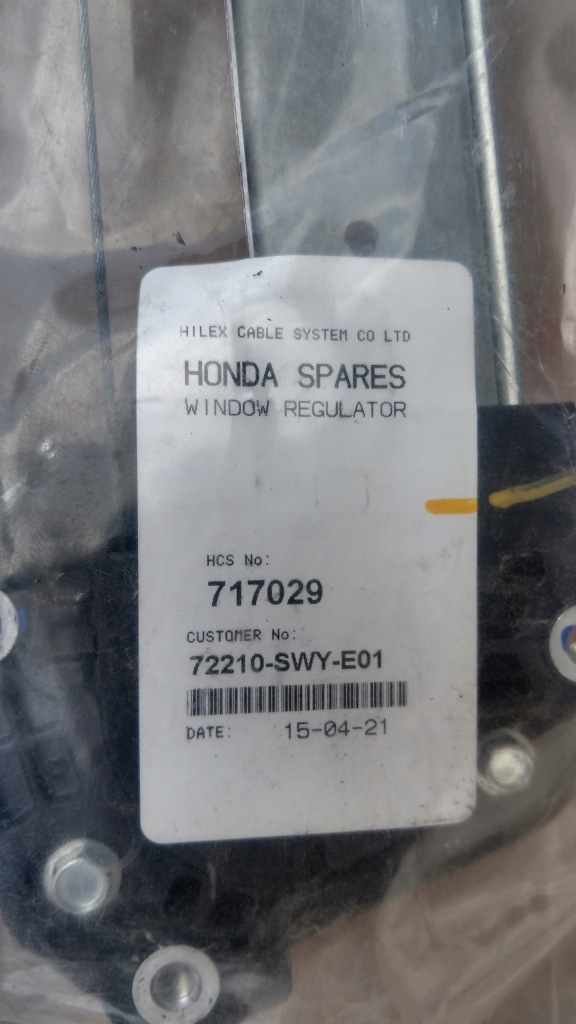 HILEX CABLE SYSTEM CO LTD
HONDA SPARES
WINDOW REGULATOR
HCS No:
717029
CUSTOMER No:
72210-SWY-E01
DATE: 15-04-21